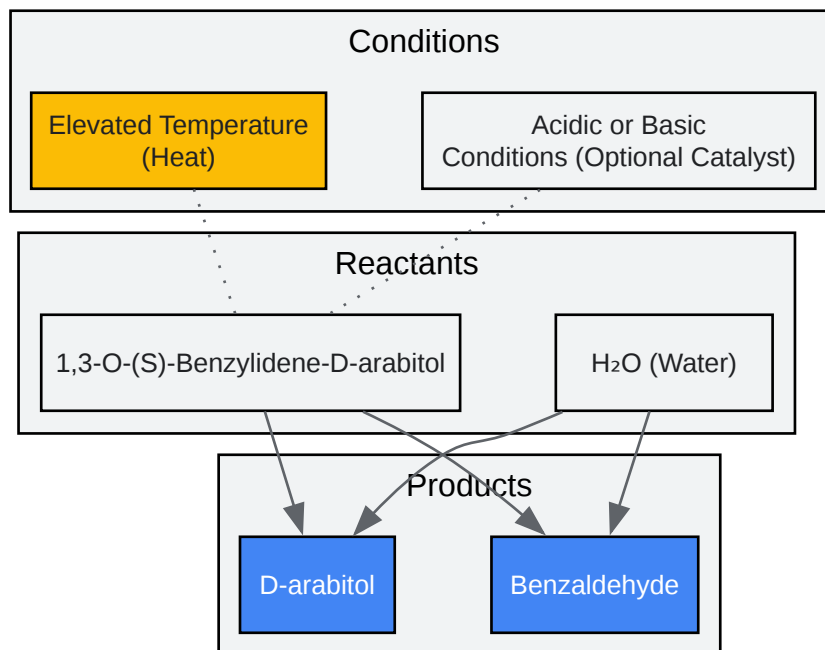 Conditions
Elevated Temperature
(Heat)
Acidic or Basic
Conditions (Optional Catalyst)
Reactants
1,3-O-(S)-Benzylidene-D-arabitol
H₂O (Water)
Products
D-arabitol
Benzaldehyde